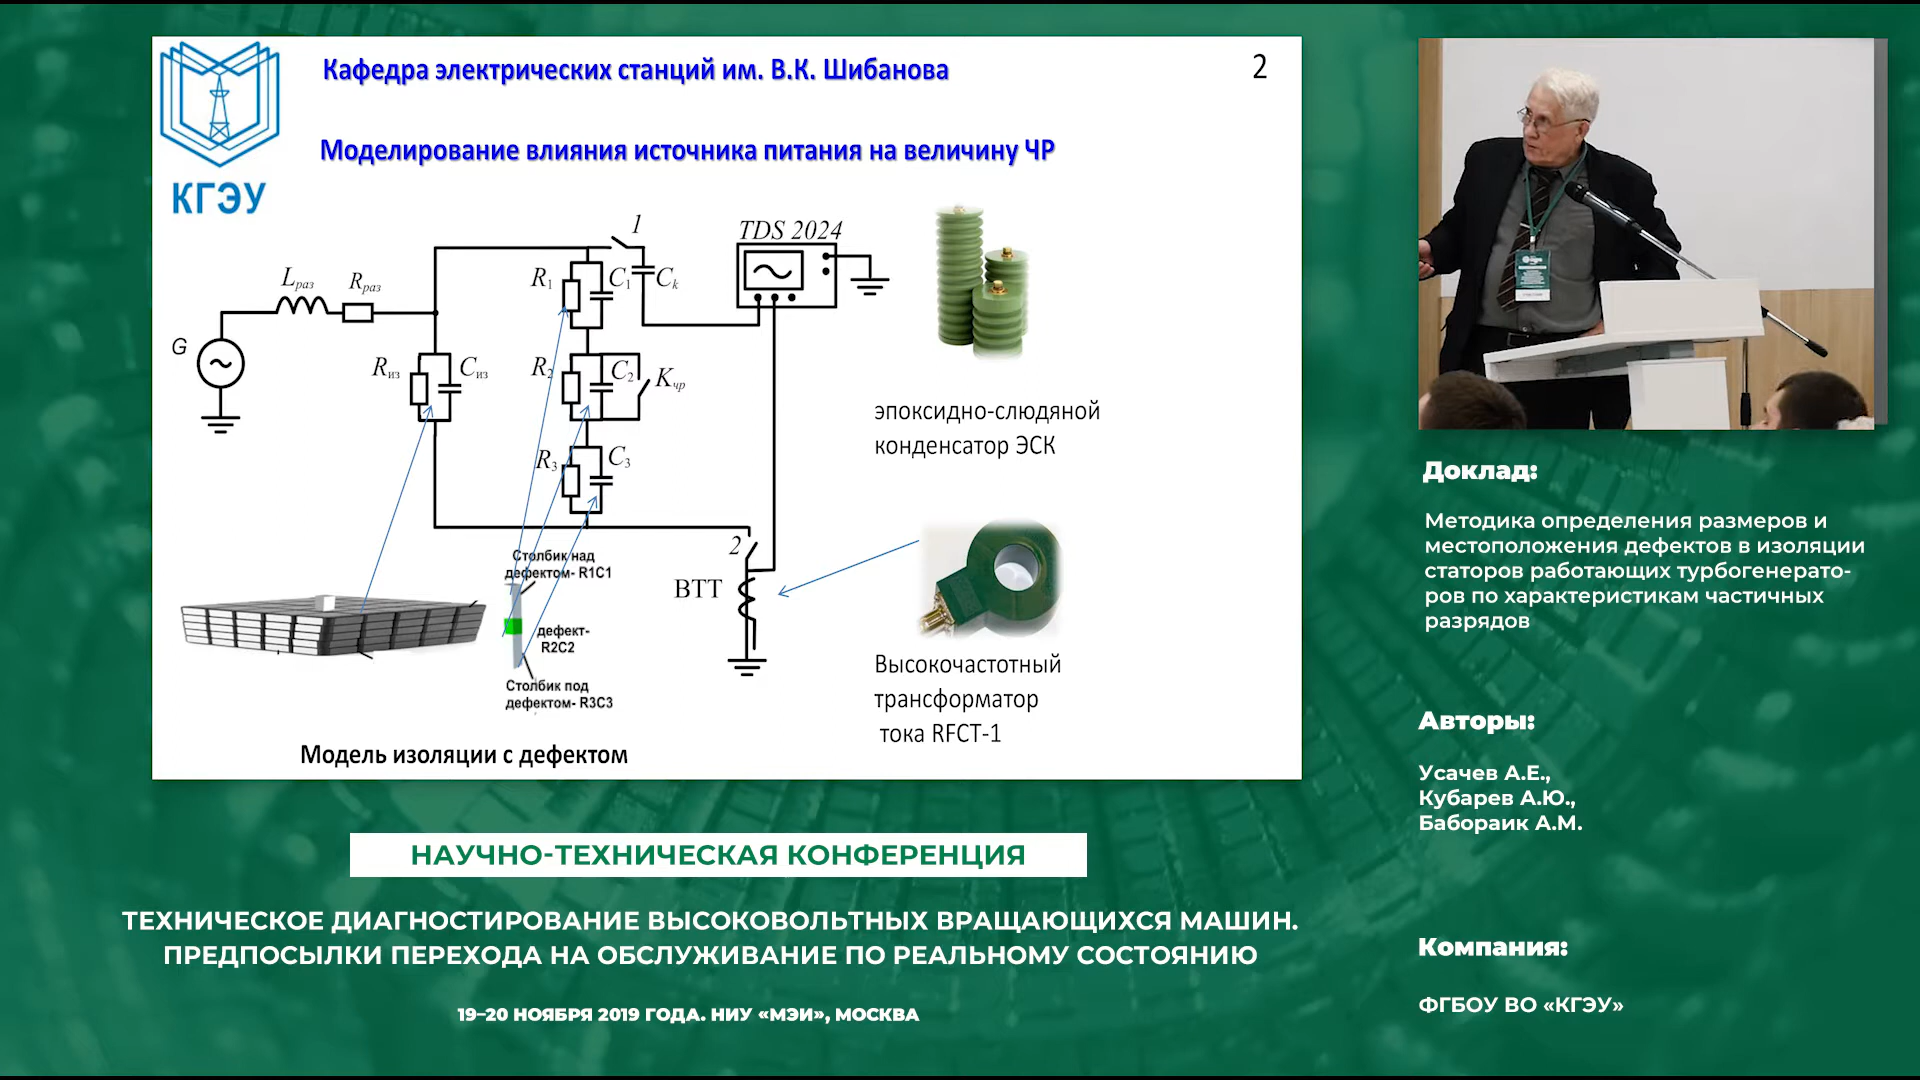 Кафедра электрических станций им. В.К. Шибанова
2
Моделирование влияния источника питания на величину ЧР
КГЭУ
1
TDS 2024
Lраз
Rраз
R1
C1
Ck
G
Rиз
Cиз
R2
C2
Kчр
R3
C3
2
ВТТ
эпоксидно-слюдяной
конденсатор ЭСК
Столбик над
дефектом- R1C1
дефект-
R2C2
Столбик под
дефектом- R3C3
Высокочастотный
трансформатор
тока RFCT-1
Модель изоляции с дефектом
Доклад:
Методика определения размеров и
местоположения дефектов в изоляции
статоров работающих турбогенерато-
ров по характеристикам частичных
разрядов
Авторы:
Усачев А.Е.,
Кубарев А.Ю.,
Бабораик А.М.
Компания:
ФГБОУ ВО «КГЭУ»
НАУЧНО-ТЕХНИЧЕСКАЯ КОНФЕРЕНЦИЯ
ТЕХНИЧЕСКОЕ ДИАГНОСТИРОВАНИЕ ВЫСОКОВОЛЬТНЫХ ВРАЩАЮЩИХСЯ МАШИН.
ПРЕДПОСЫЛКИ ПЕРЕХОДА НА ОБСЛУЖИВАНИЕ ПО РЕАЛЬНОМУ СОСТОЯНИЮ
19–20 НОЯБРЯ 2019 ГОДА. НИУ «МЭИ», МОСКВА